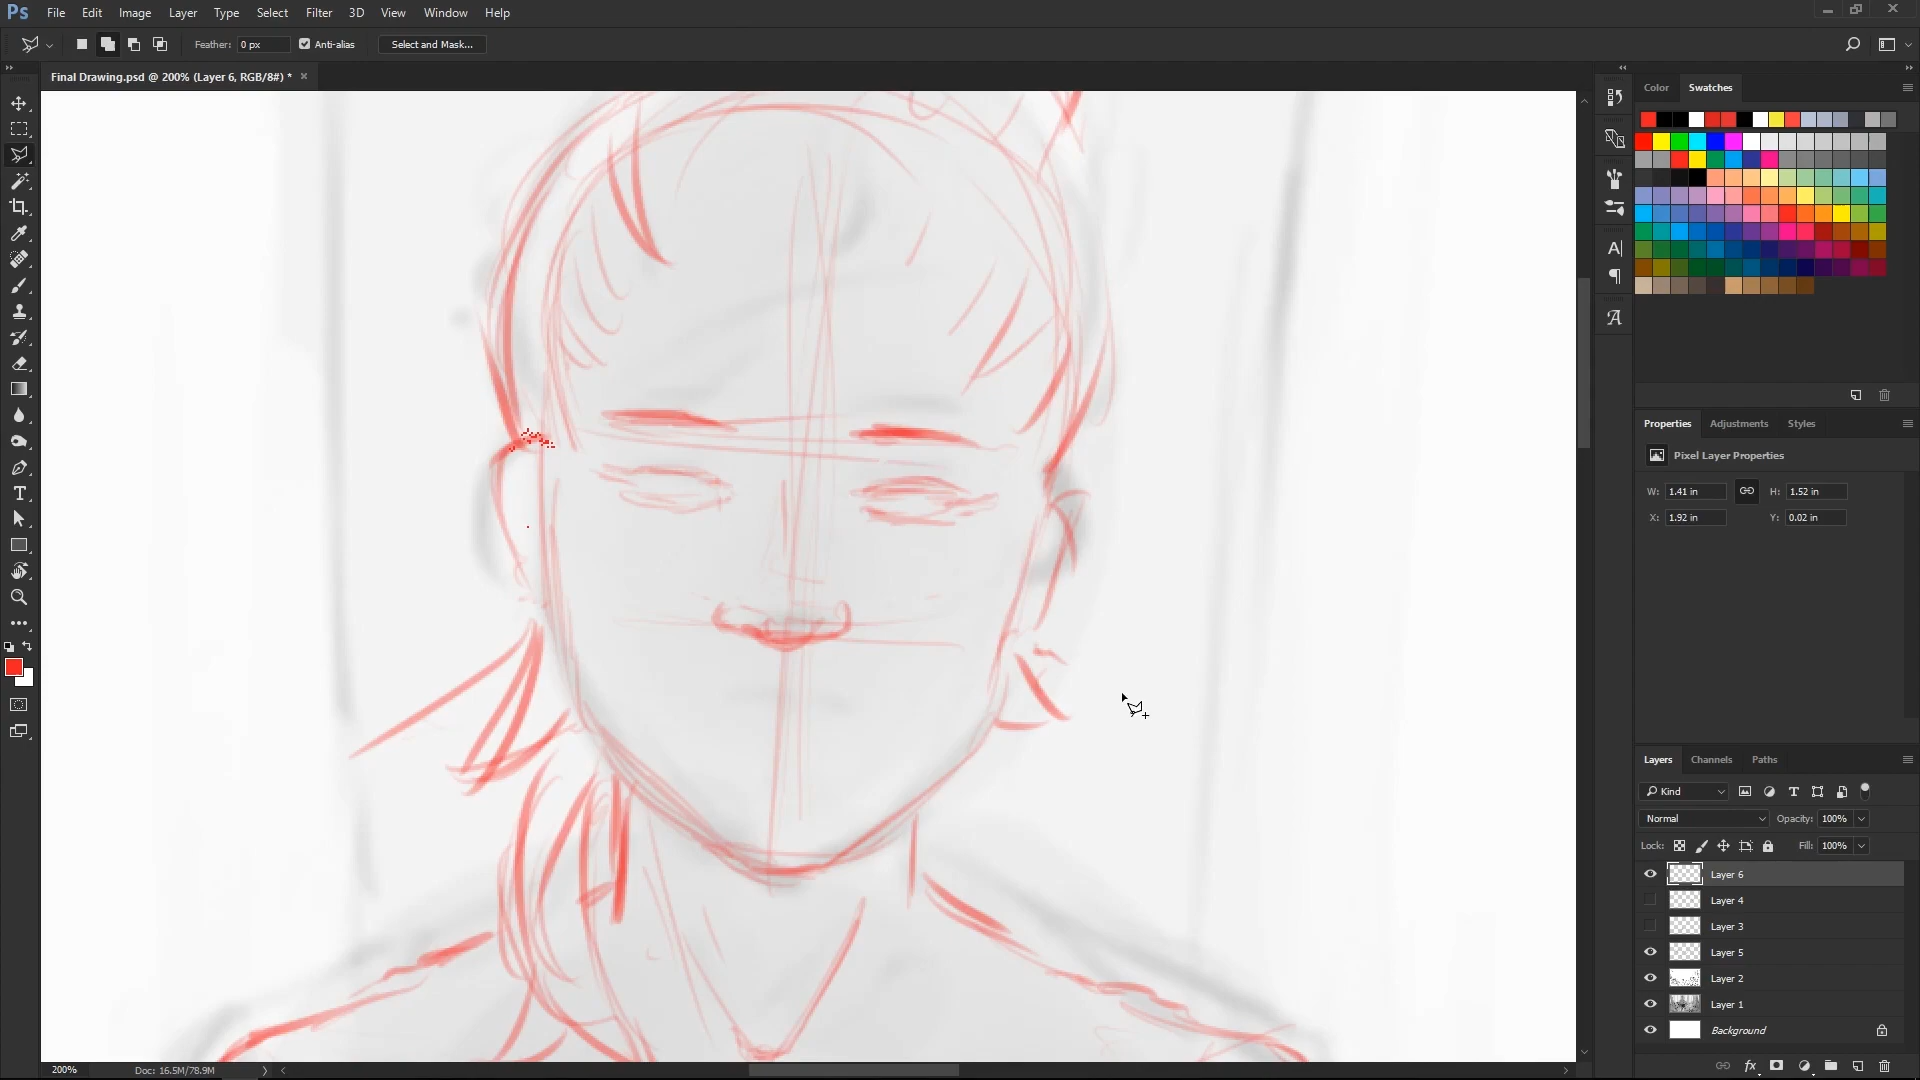 Ps File Edit Image Layer Type Select Filter 3D View Window Help
Feather: 0 px Anti-alias Select and Mask...
Final Drawing.psd @ 200% (Layer 6, RGB/8#) *
Color Swatches
Properties Adjustments Styles
Pixel Layer Properties
W: 1.41 in H: 1.52 in
X: 1.92 in Y: 0.02 in
Layers Channels Paths
Kind
Normal Opacity: 100%
Lock: Fill: 100%
Layer 6
Layer 4
Layer 3
Layer 5
Layer 2
Layer 1
Background
200% Doc: 16.5M/78.9M